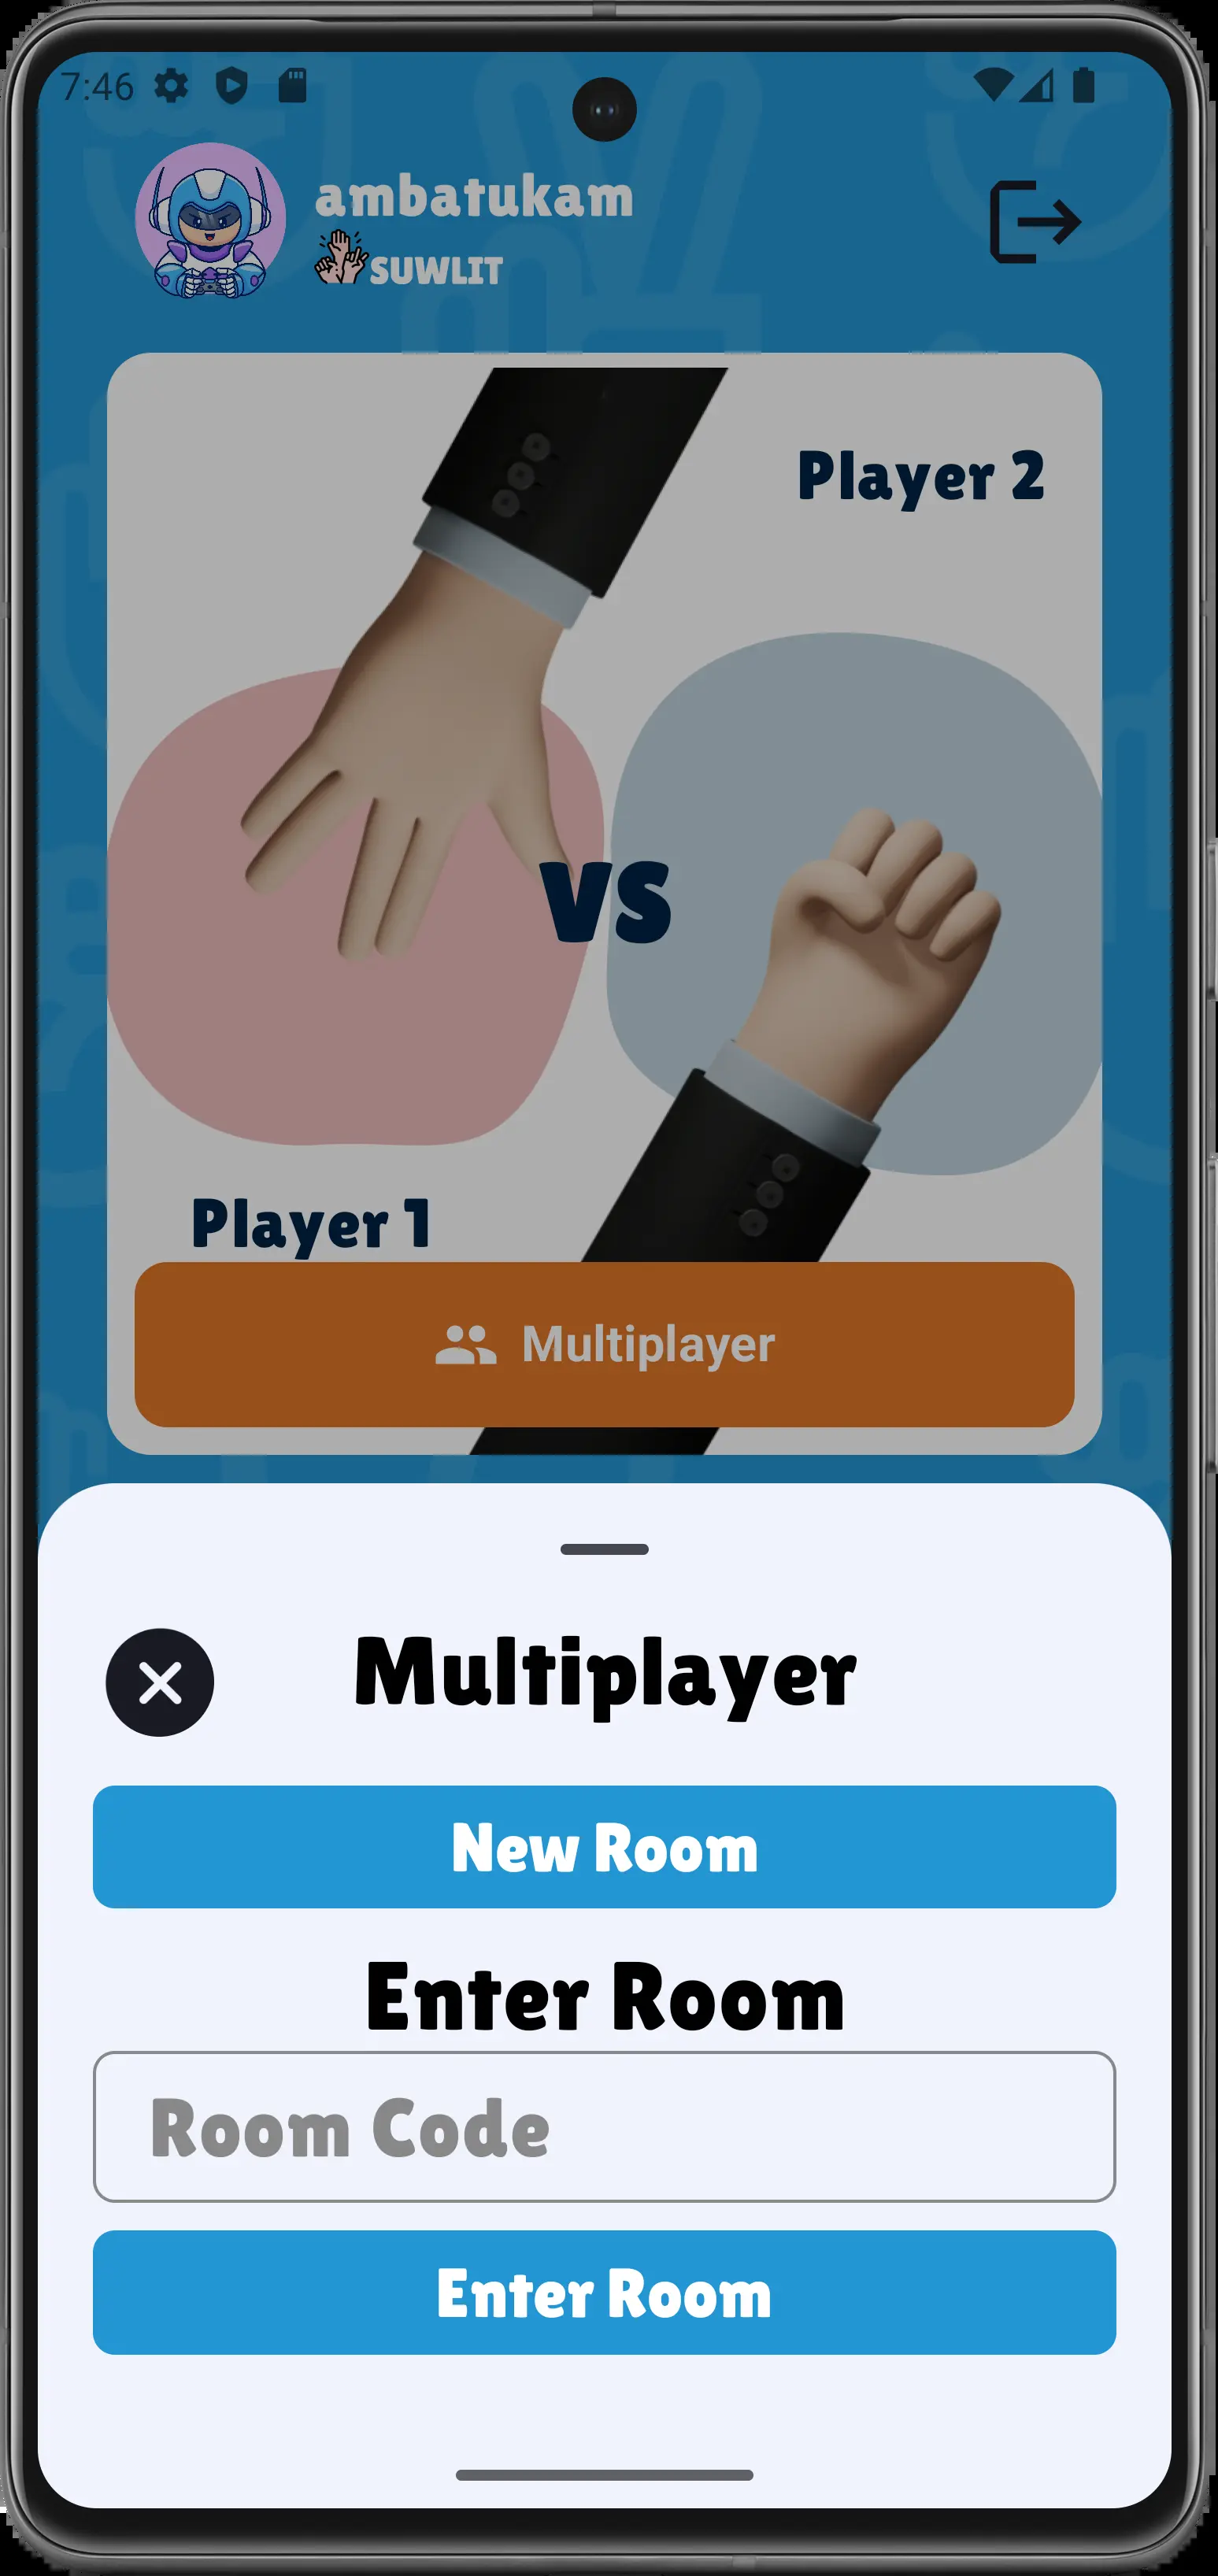 7:46
ambatukam
SUWLIT
Player 2
VS
Player 1
Multiplayer
Multiplayer
New Room
Enter Room
Room Code
Enter Room